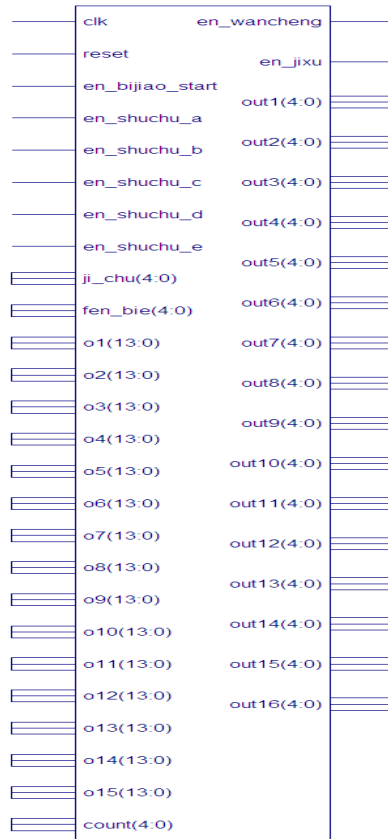 clk
reset
en_bijiao_start
en_shuchu_a
en_shuchu_b
en_shuchu_c
en_shuchu_d
en_shuchu_e
ji_chu(4:0)
fen_bie(4:0)
o1(13:0)
o2(13:0)
o3(13:0)
o4(13:0)
o5(13:0)
o6(13:0)
o7(13:0)
o8(13:0)
o9(13:0)
o10(13:0)
o11(13:0)
o12(13:0)
o13(13:0)
o14(13:0)
o15(13:0)
count(4:0)
en_wancheng
en_jixu
out1(4:0)
out2(4:0)
out3(4:0)
out4(4:0)
out5(4:0)
out6(4:0)
out7(4:0)
out8(4:0)
out9(4:0)
out10(4:0)
out11(4:0)
out12(4:0)
out13(4:0)
out14(4:0)
out15(4:0)
out16(4:0)